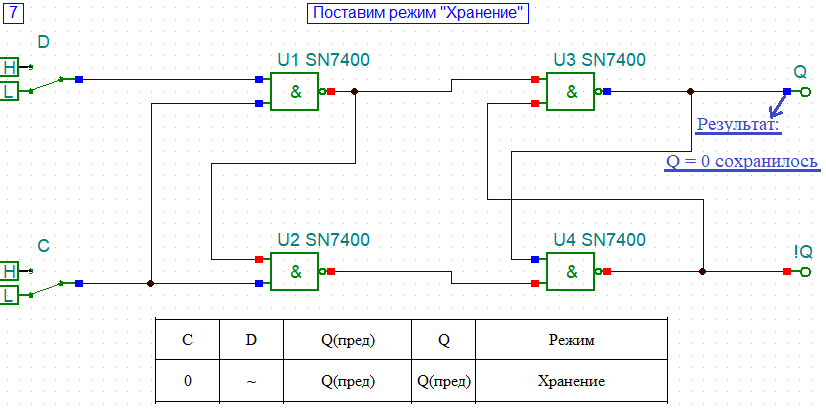 7
Поставим режим "Хранение"
D
H
L
U1 SN7400
&
U3 SN7400
&
Q
Результат:
Q = 0 сохранилось
C
H
L
U2 SN7400
&
U4 SN7400
&
!Q
C D Q(пред) Q Режим
0 ~ Q(пред) Q(пред) Хранение